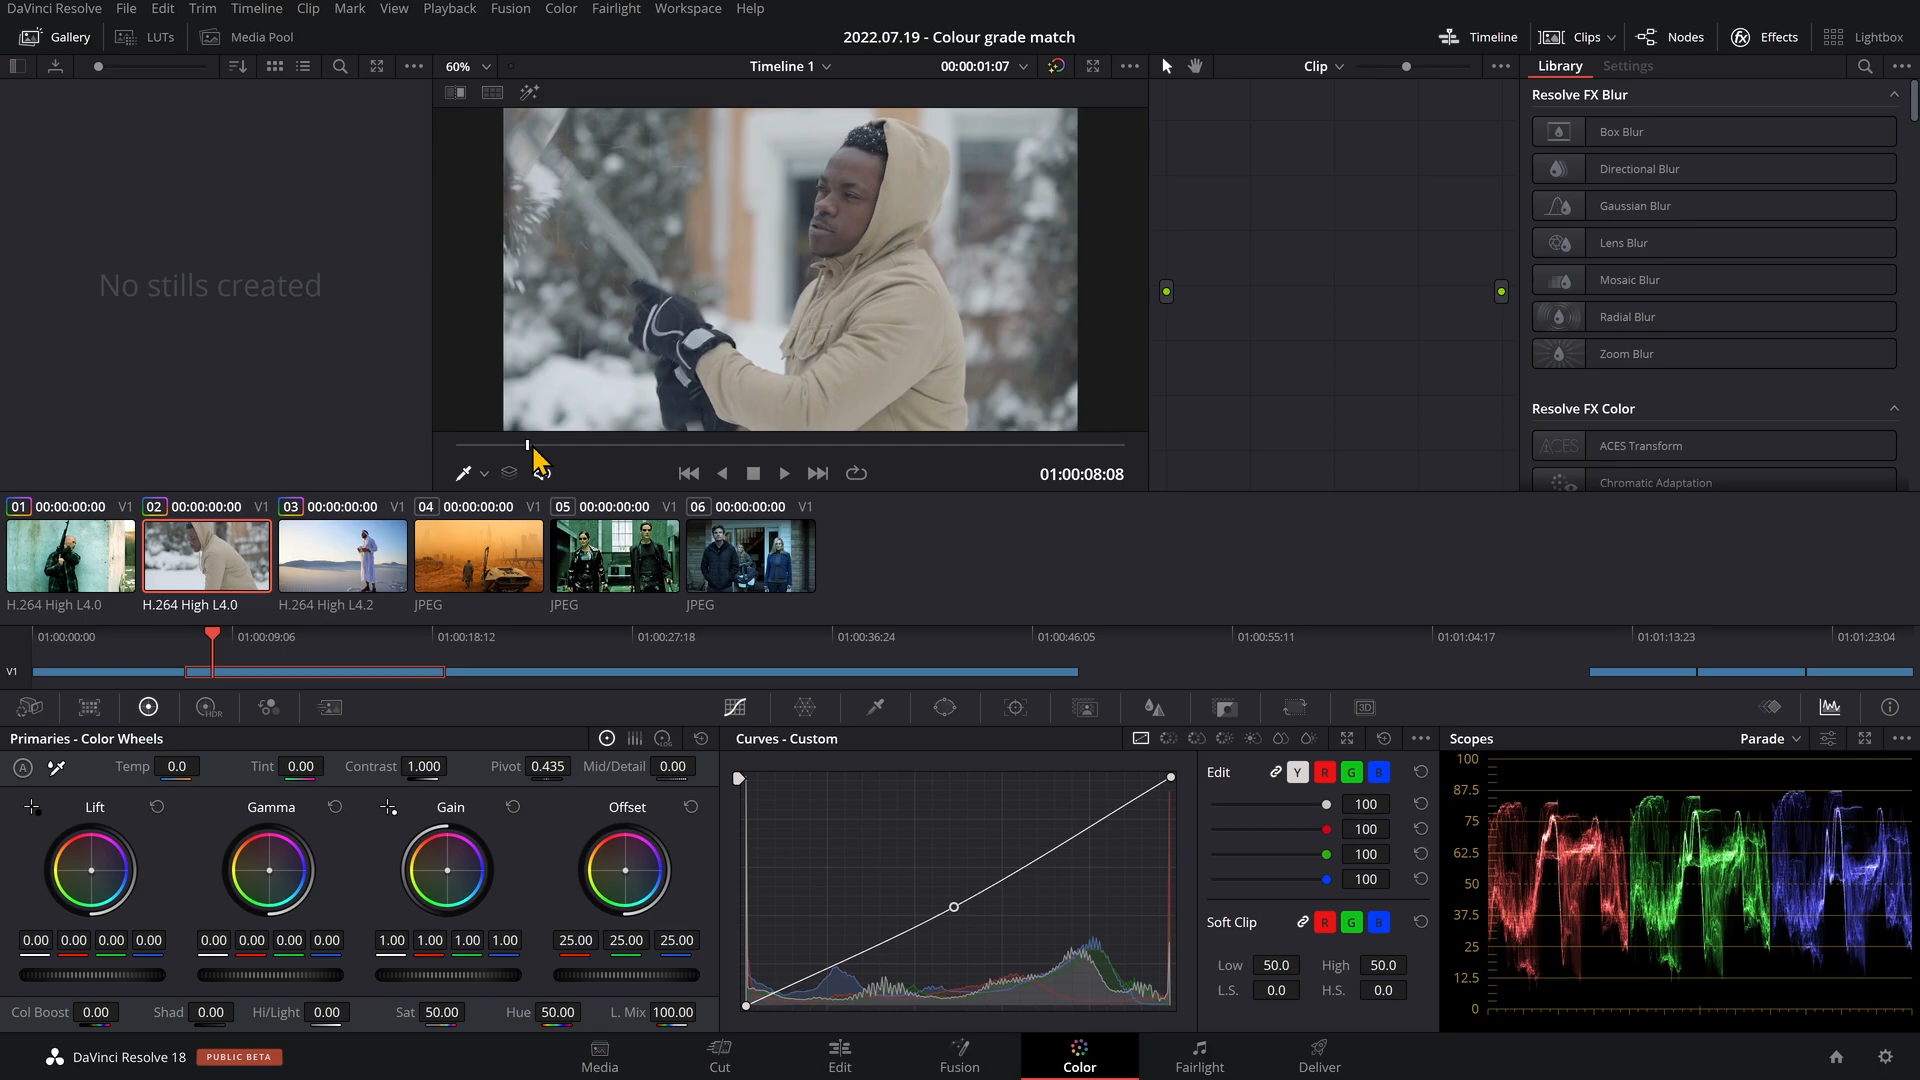 DaVinci Resolve File Edit Trim Timeline Clip Mark View Playback Fusion Color Fairlight Workspace Help
Gallery LUTs Media Pool 2022.07.19 - Colour grade match Timeline Clips Nodes Effects Lightbox
60% Timeline 1 00:00:01:07 Clip Library Settings
Resolve FX Blur
Box Blur
Directional Blur
Gaussian Blur
Lens Blur
Mosaic Blur
Radial Blur
Zoom Blur
Resolve FX Color
ACES ACES Transform
Chromatic Adaptation
No stills created
01:00:08:08
01 00:00:00:00 V1 02 00:00:00:00 V1 03 00:00:00:00 V1 04 00:00:00:00 V1 05 00:00:00:00 V1 06 00:00:00:00 V1
H.264 High L4.0 H.264 High L4.0 H.264 High L4.2 JPEG JPEG JPEG
01:00:00:00 01:00:09:06 01:00:18:12 01:00:27:18 01:00:36:24 01:00:46:05 01:00:55:11 01:01:04:17 01:01:13:23 01:01:23:04
V1
HDR 3D
Primaries - Color Wheels LOG Curves - Custom Scopes Parade
A Temp 0.0 Tint 0.00 Contrast 1.000 Pivot 0.435 Mid/Detail 0.00
Lift Gamma Gain Offset
0.00 0.00 0.00 0.00 0.00 0.00 0.00 0.00 1.00 1.00 1.00 1.00 25.00 25.00 25.00
Col Boost 0.00 Shad 0.00 Hi/Light 0.00 Sat 50.00 Hue 50.00 L. Mix 100.00
Edit Y R G B
100
100
100
100
Soft Clip R G B
Low 50.0 High 50.0
L.S. 0.0 H.S. 0.0
100
87.5
75
62.5
50
37.5
25
12.5
0
DaVinci Resolve 18 PUBLIC BETA Media Cut Edit Fusion Color Fairlight Deliver